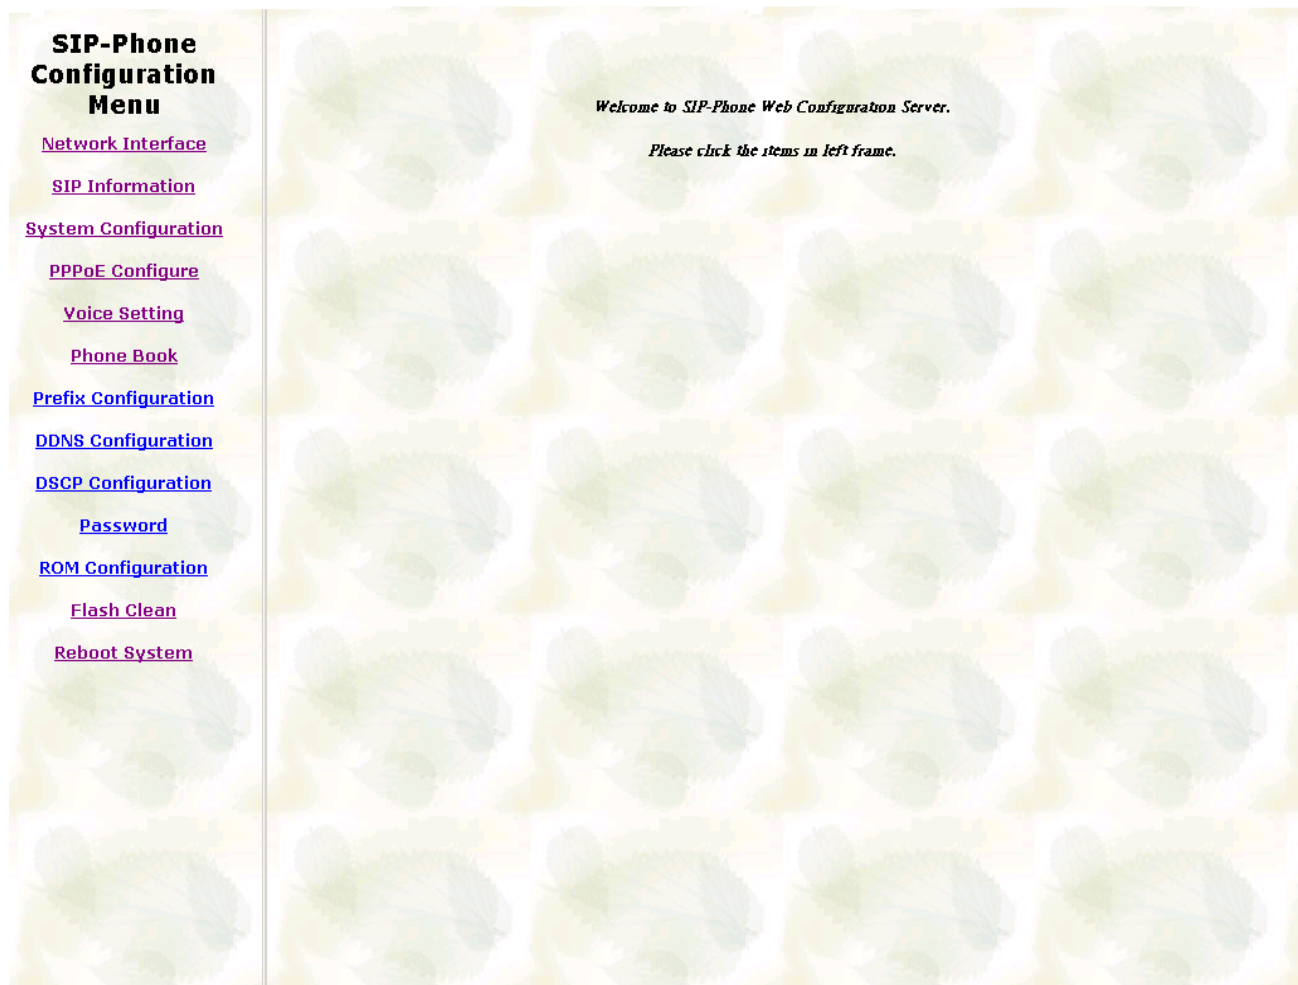 SIP-Phone
Configuration
Menu
Network Interface
SIP Information
System Configuration
PPPoE Configure
Voice Setting
Phone Book
Prefix Configuration
DDNS Configuration
DSCP Configuration
Password
ROM Configuration
Flash Clean
Reboot System
Welcome to SIP-Phone Web Configuration Server.
Please click the items in left frame.